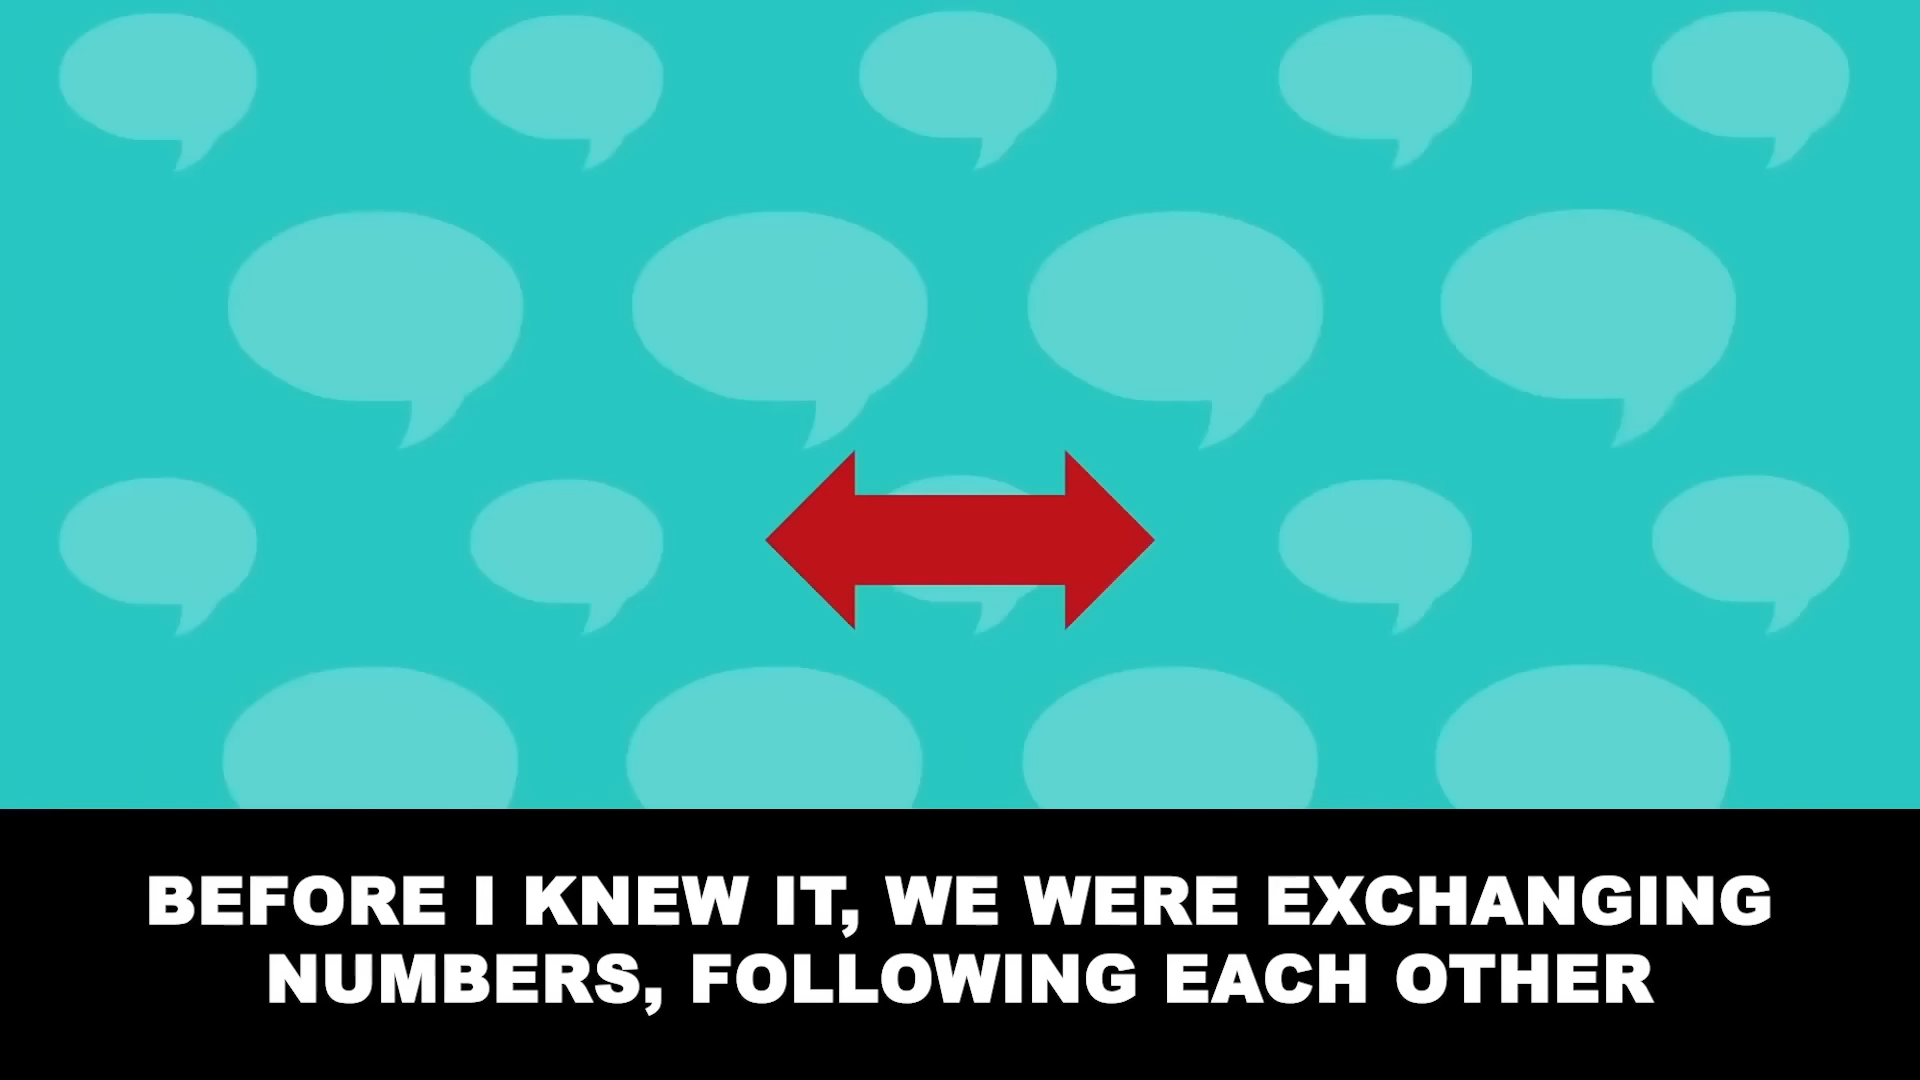 BEFORE I KNEW IT, WE WERE EXCHANGING
NUMBERS, FOLLOWING EACH OTHER